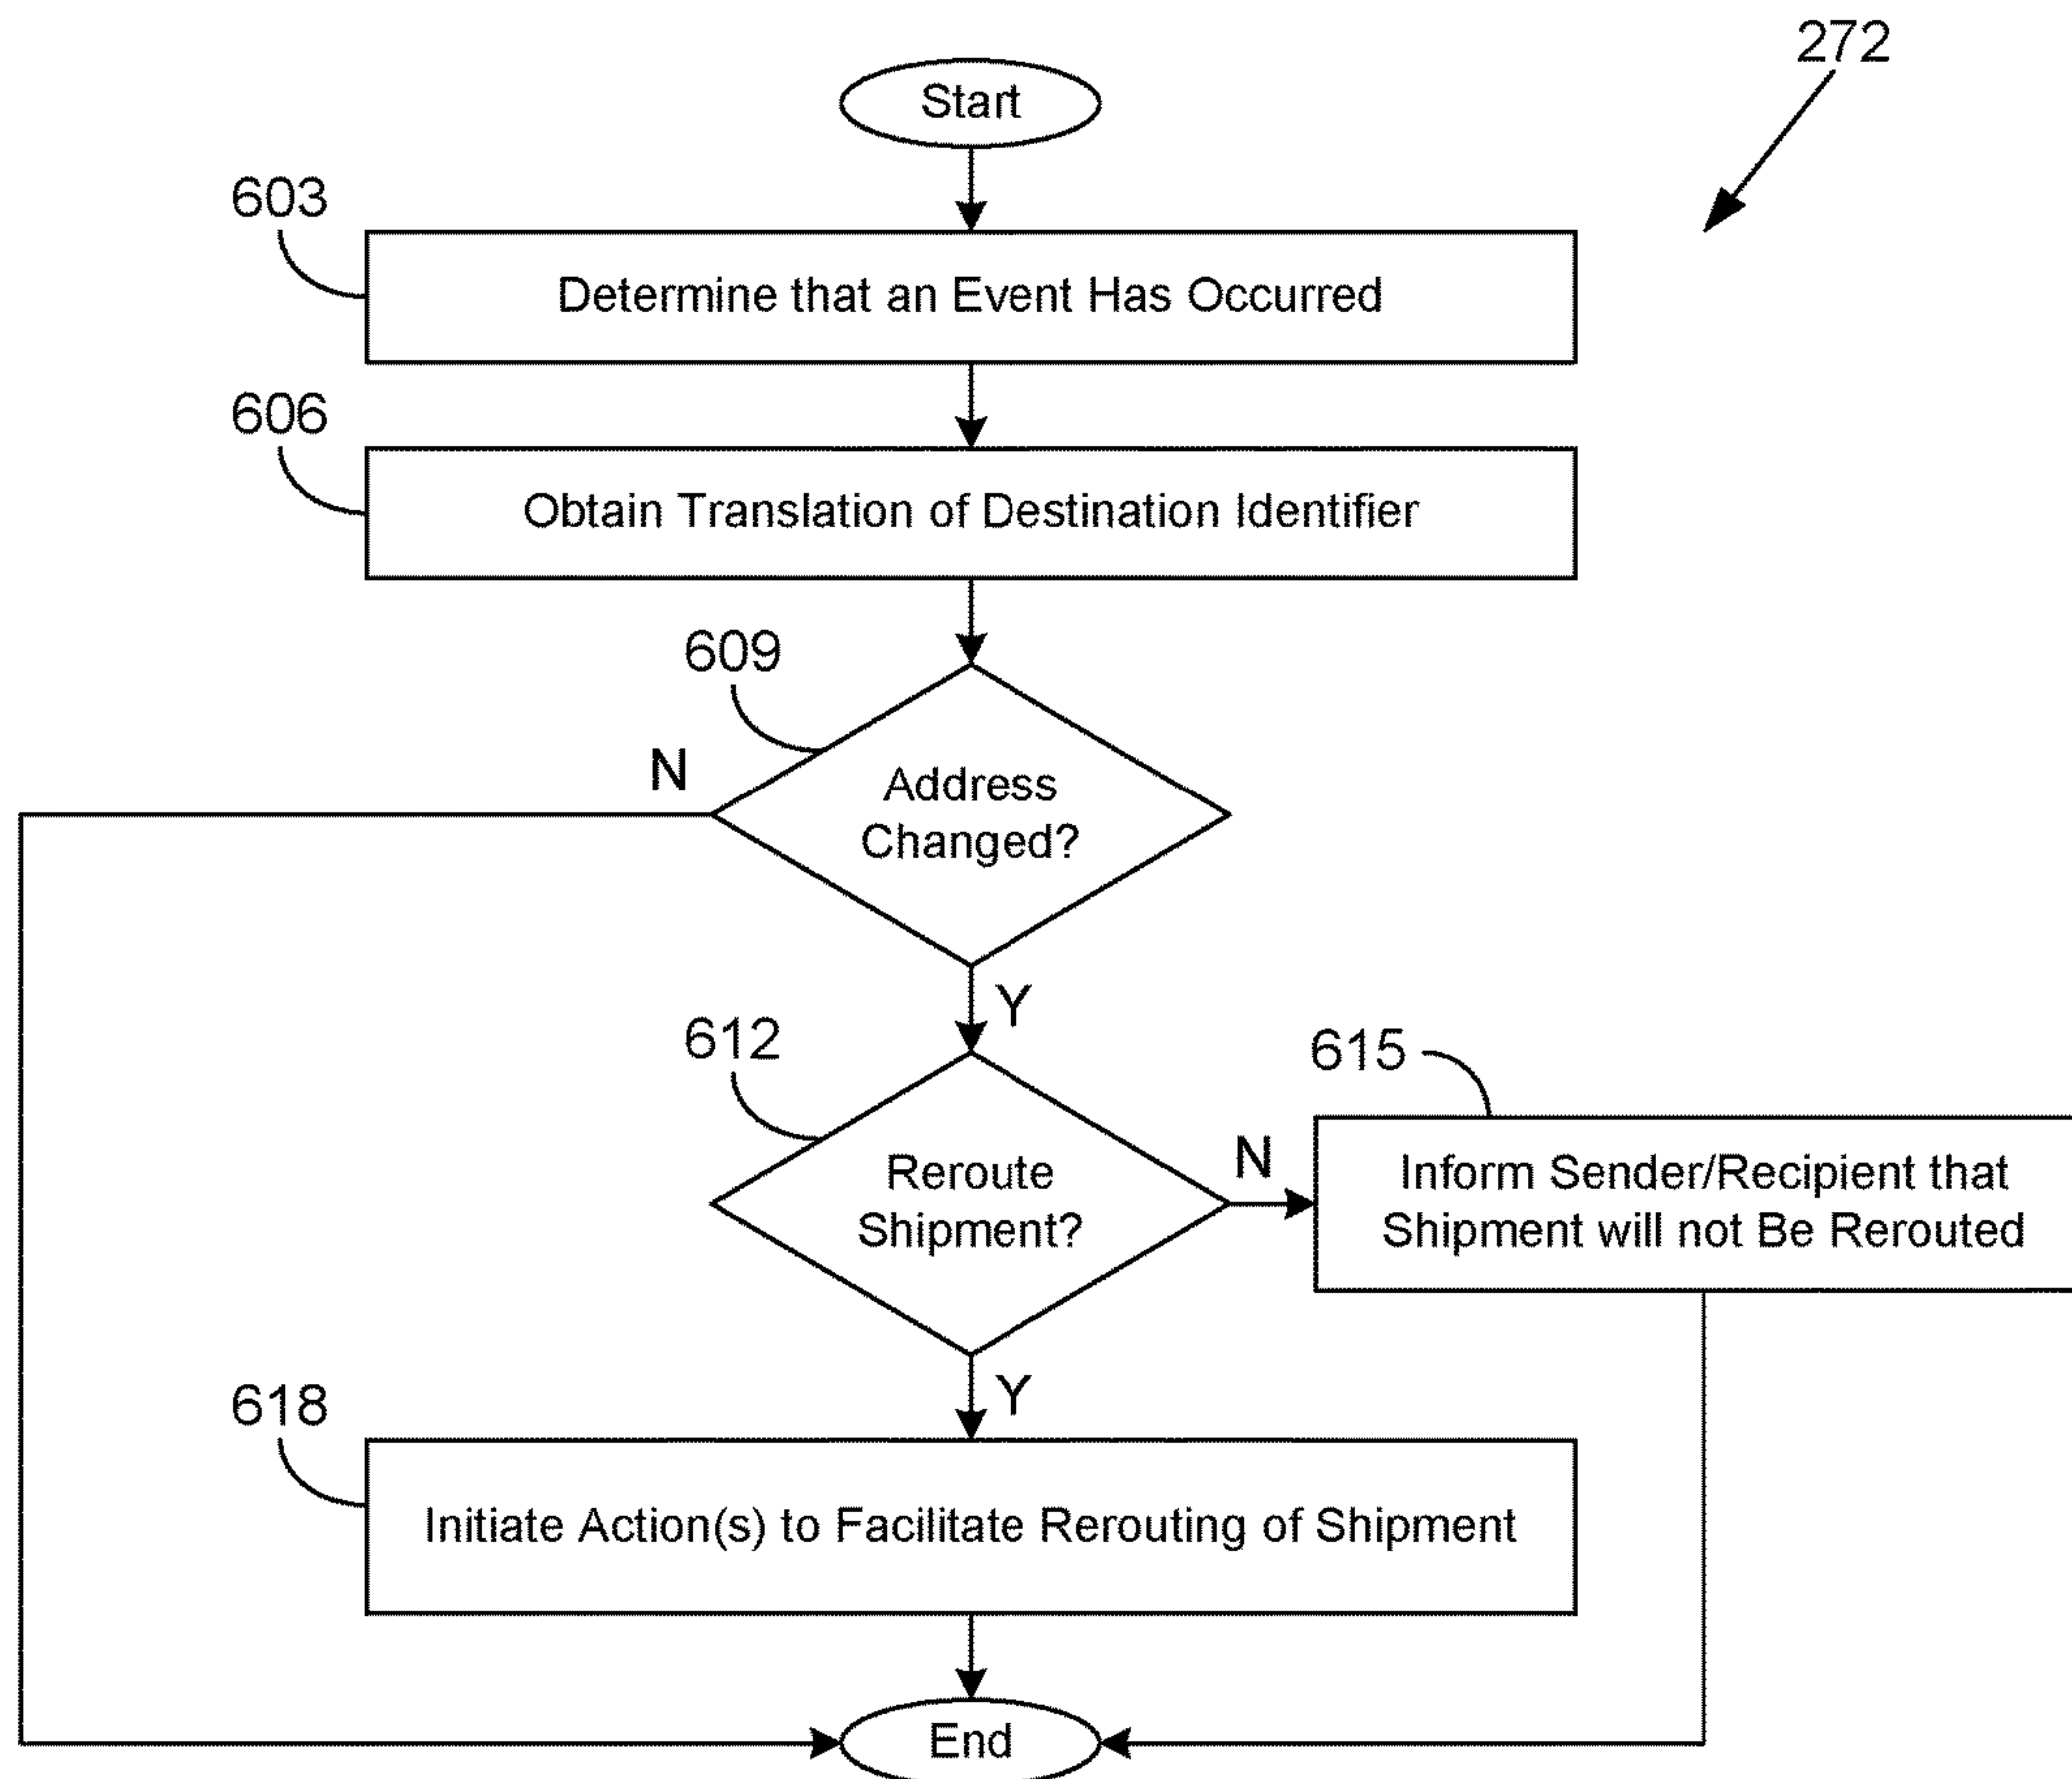 272
Start
603
Determine that an Event Has Occurred
606
Obtain Translation of Destination Identifier
609
N
Address
Changed?
Y
612
615
Reroute
Shipment?
N
Inform Sender/Recipient that
Shipment will not Be Rerouted
Y
618
Initiate Action(s) to Facilitate Rerouting of Shipment
End